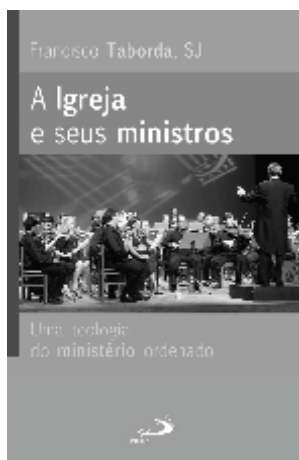 Francisco Taborda, SJ
A Igreja
e seus ministros
Uma teologia
do ministério ordenado